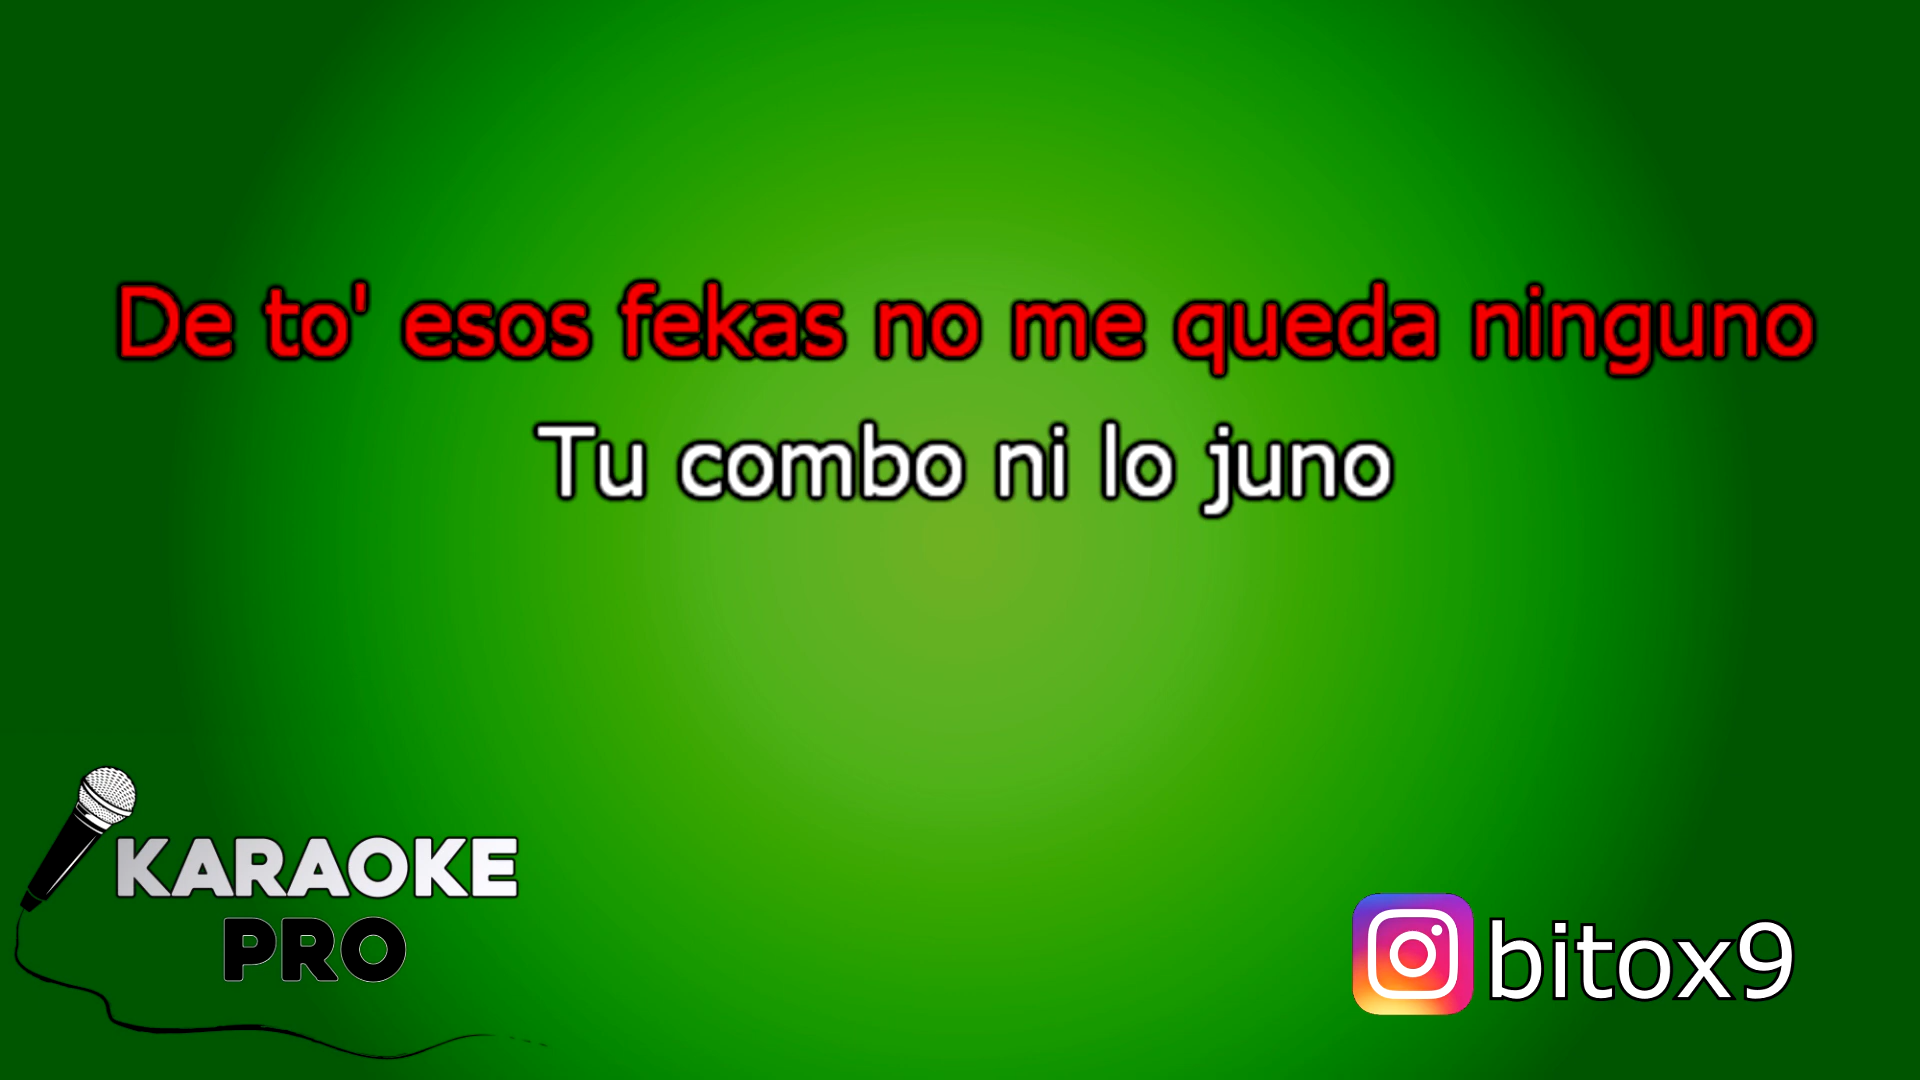 De to' esos fekas no me queda ninguno
Tu combo ni lo juno
KARAOKE
PRO
bitox9